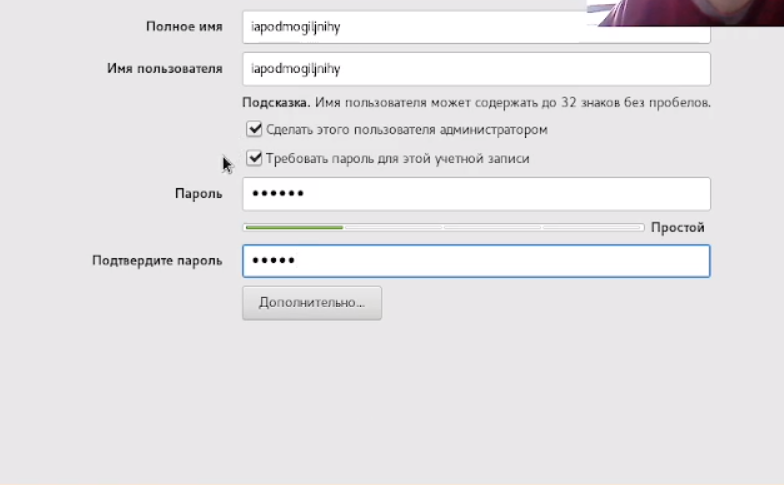 Полное имя iapodmogiljnihy
Имя пользователя iapodmogiljnihy
Подсказка. Имя пользователя может содержать до 32 знаков без пробелов.
Сделать этого пользователя администратором
Требовать пароль для этой учетной записи
Пароль ••••••
Простой
Подтвердите пароль •••••
Дополнительно...